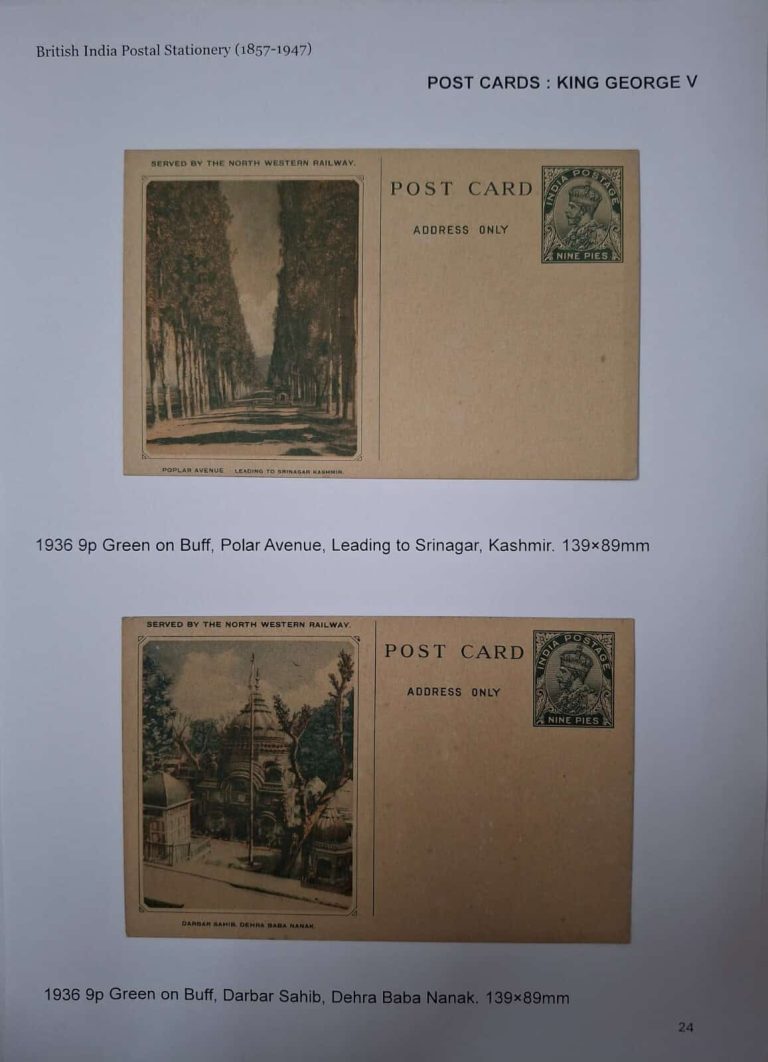 British India Postal Stationery (1857-1947)
POST CARDS : KING GEORGE V
SERVED BY THE NORTH WESTERN RAILWAY.
POST CARD
ADDRESS ONLY
INDIA POSTAGE
NINE PIES
POPLAR AVENUE LEADING TO SRINAGAR KASHMIR.
1936 9p Green on Buff, Polar Avenue, Leading to Srinagar, Kashmir. 139×89mm
SERVED BY THE NORTH WESTERN RAILWAY.
POST CARD
ADDRESS ONLY
INDIA POSTAGE
NINE PIES
DARBAR SAHIB, DEHRA BABA NANAK.
1936 9p Green on Buff, Darbar Sahib, Dehra Baba Nanak. 139×89mm
24